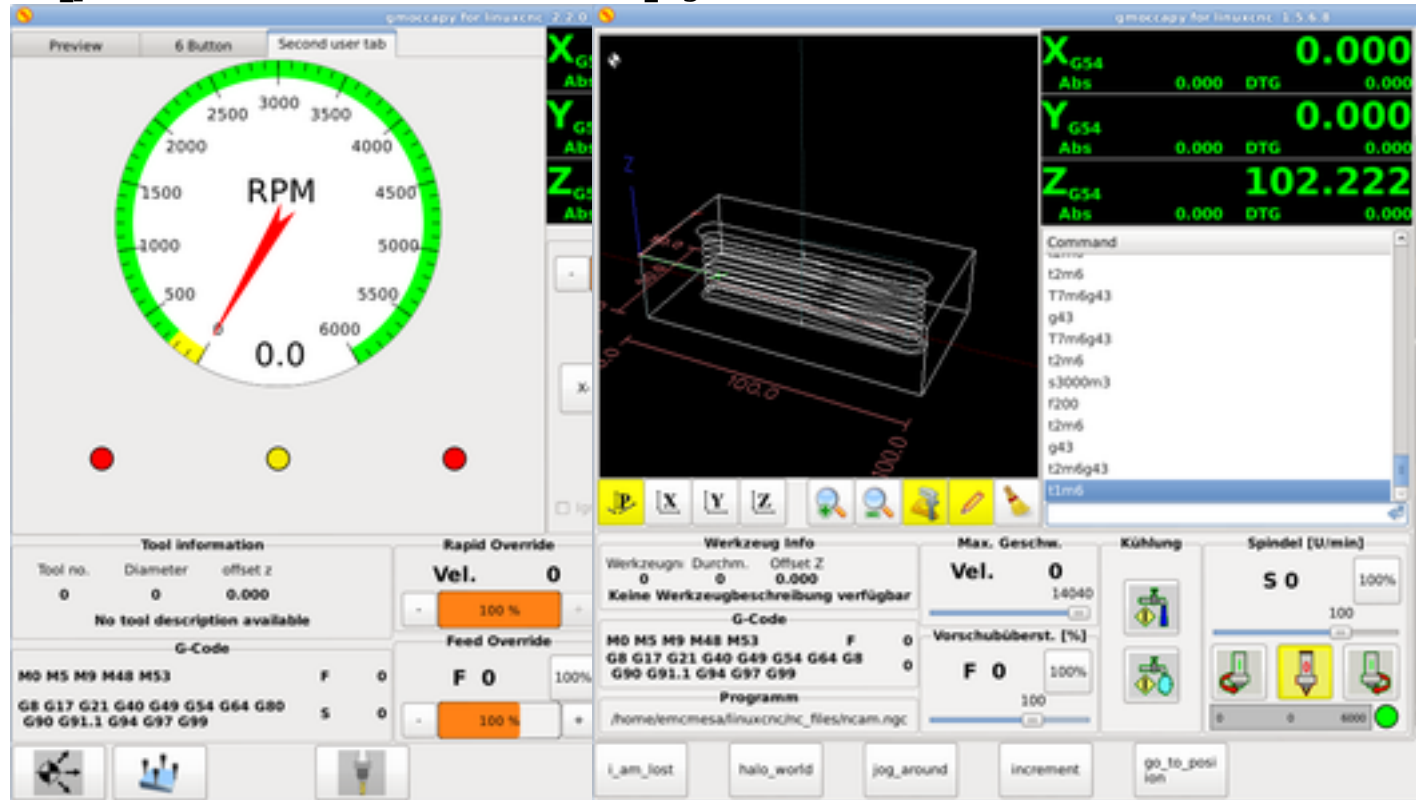 gmoccapy for linuxcnc 2.2.0
Preview
6 Button
Second user tab
500
1000
1500
2000
2500
3000
3500
4000
4500
5000
5500
6000
0
RPM
0.0
X
Abs
Y
Abs
Z
Abs
Tool information
Tool no. Diameter offset z
0 0 0.000
No tool description available
G-Code
M0 M5 M9 M48 M53 F 0
G8 G17 G21 G40 G49 G54 G64 G80
G90 G91.1 G94 G97 G99 S 0
Rapid Override
Vel. 0
- 100 % +
Feed Override
F 0 100%
- 100 % +
gmoccapy for linuxcnc 1.5.6.8
Z
100.0
X G54 0.000
Abs 0.000 DTG 0.000
Y G54 0.000
Abs 0.000 DTG 0.000
Z G54 102.222
Abs 0.000 DTG 0.000
Command
t2m6
T7m6g43
g43
T7m6g43
t2m6
s3000m3
f200
t2m6
g43
t2m6g43
t1m6
P X Y Z
Werkzeug Info
Werkzeugn Durchm. Offset Z
0 0 0.000
Keine Werkzeugbeschreibung verfügbar
G-Code
M0 M5 M9 M48 M53 F 0
G8 G17 G21 G40 G49 G54 G64 G8 0
G90 G91.1 G94 G97 G99
Programm
/home/emcmesa/linuxcnc/nc_files/ncam.ngc
Max. Geschw.
Vel. 0
14040
Vorschubüberst. [%]
F 0 100%
100
Kühlung
Spindel [U/min]
S 0 100%
100
0 0 6000
i_am_lost
halo_world
jog_around
increment
go_to_posi
ion